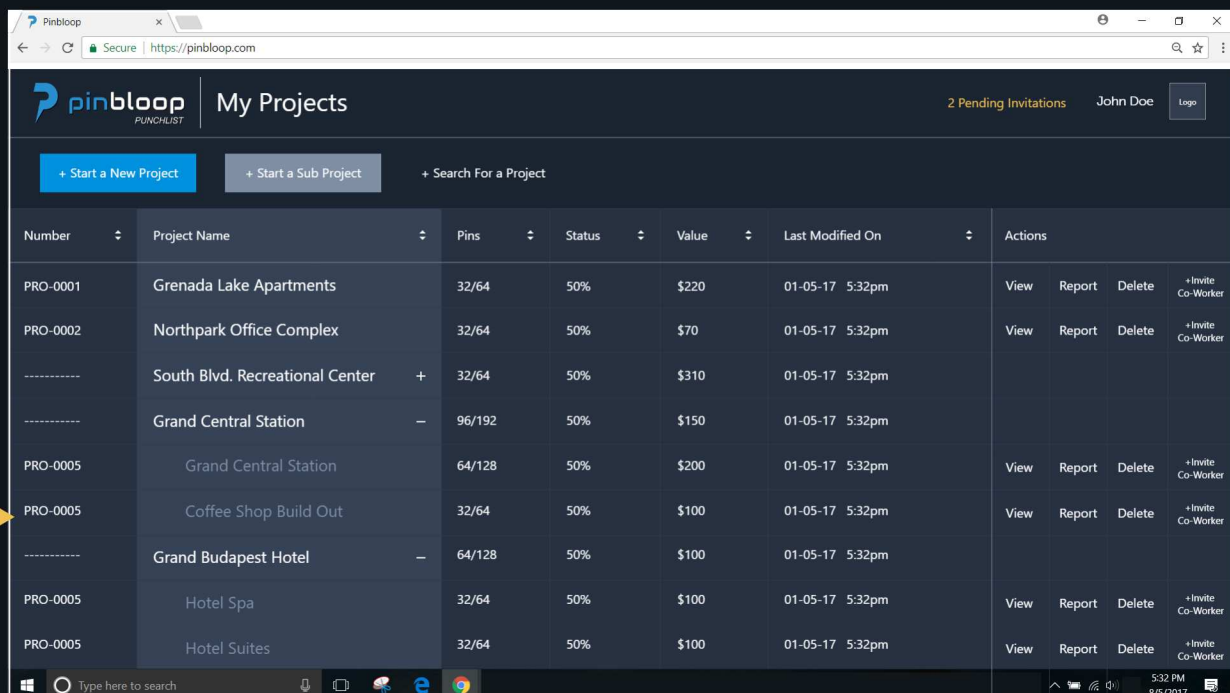 Pinbloop
Secure | https://pinbloop.com
pinbloop
PUNCHLIST
My Projects
2 Pending Invitations
John Doe
Logo
+ Start a New Project
+ Start a Sub Project
+ Search For a Project
Number Project Name Pins Status Value Last Modified On Actions
PRO-0001 Grenada Lake Apartments 32/64 50% $220 01-05-17 5:32pm View Report Delete +Invite Co-Worker
PRO-0002 Northpark Office Complex 32/64 50% $70 01-05-17 5:32pm View Report Delete +Invite Co-Worker
----------- South Blvd. Recreational Center + 32/64 50% $310 01-05-17 5:32pm
----------- Grand Central Station – 96/192 50% $150 01-05-17 5:32pm
PRO-0005 Grand Central Station 64/128 50% $200 01-05-17 5:32pm View Report Delete +Invite Co-Worker
PRO-0005 Coffee Shop Build Out 32/64 50% $100 01-05-17 5:32pm View Report Delete +Invite Co-Worker
----------- Grand Budapest Hotel – 64/128 50% $100 01-05-17 5:32pm
PRO-0005 Hotel Spa 32/64 50% $100 01-05-17 5:32pm View Report Delete +Invite Co-Worker
PRO-0005 Hotel Suites 32/64 50% $100 01-05-17 5:32pm View Report Delete +Invite Co-Worker
Type here to search
5:32 PM
8/5/2017